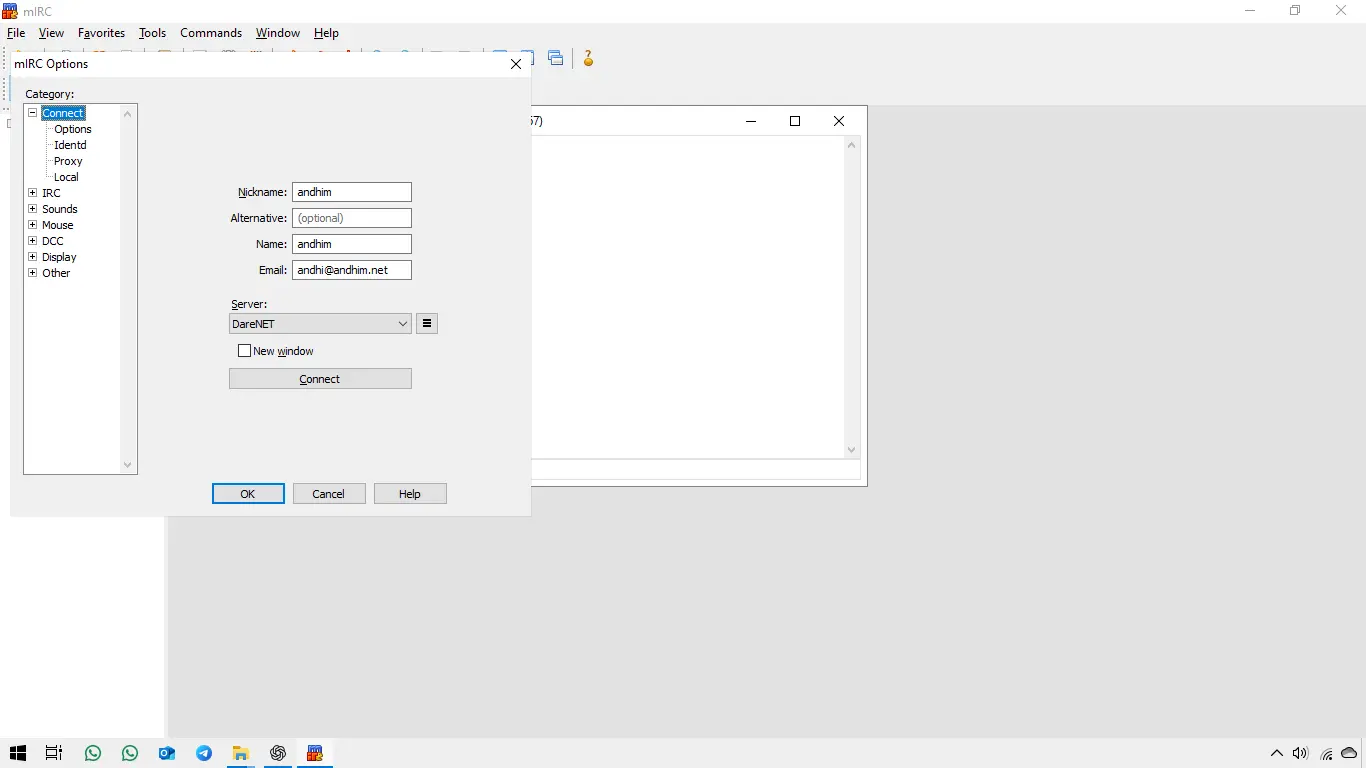 mIRC
File View Favorites Tools Commands Window Help
mIRC Options
Category:
Connect
Options
Identd
Proxy
Local
IRC
Sounds
Mouse
DCC
Display
Other
Nickname: andhim
Alternative: (optional)
Name: andhim
Email: andhi@andhim.net
Server:
DareNET
New window
Connect
OK Cancel Help